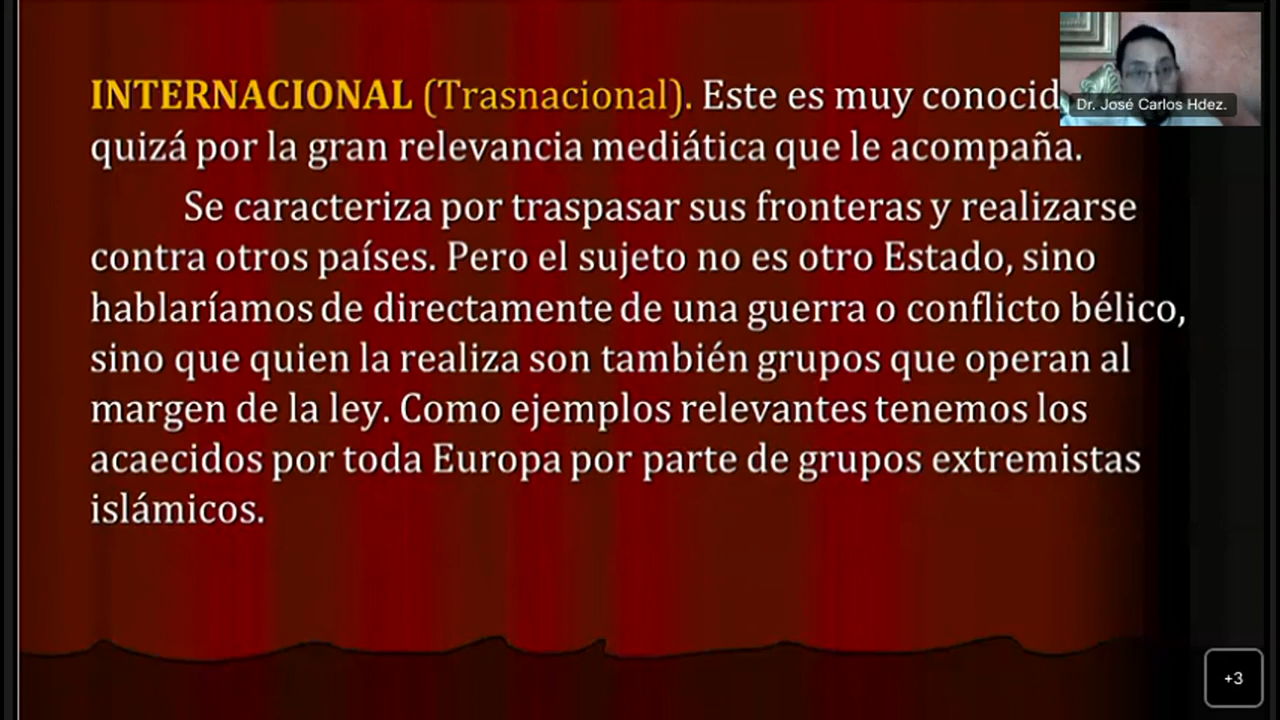 INTERNACIONAL (Trasnacional). Este es muy conocid
quizá por la gran relevancia mediática que le acompaña.
Se caracteriza por traspasar sus fronteras y realizarse
contra otros países. Pero el sujeto no es otro Estado, sino
hablaríamos de directamente de una guerra o conflicto bélico,
sino que quien la realiza son también grupos que operan al
margen de la ley. Como ejemplos relevantes tenemos los
acaecidos por toda Europa por parte de grupos extremistas
islámicos.
Dr. José Carlos Hdez.
+3